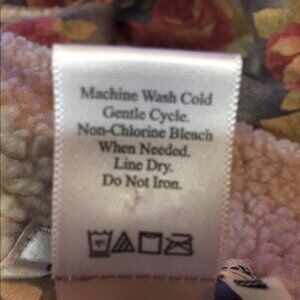 Machine Wash Cold
Gentle Cycle.
Non-Chlorine Bleach
When Needed.
Line Dry.
Do Not Iron.